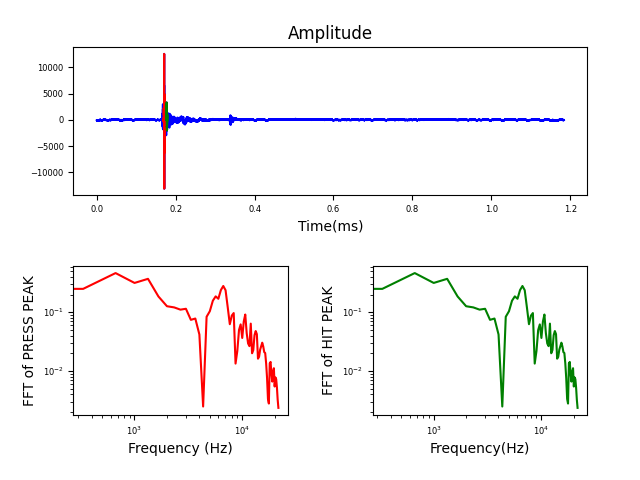 Amplitude
10000
5000
0
−5000
−10000
0.0 0.2 0.4 0.6 0.8 1.0 1.2
Time(ms)
FFT of PRESS PEAK
10⁻¹
10⁻²
10³ 10⁴
Frequency (Hz)
FFT of HIT PEAK
10⁻¹
10⁻²
10³ 10⁴
Frequency(Hz)